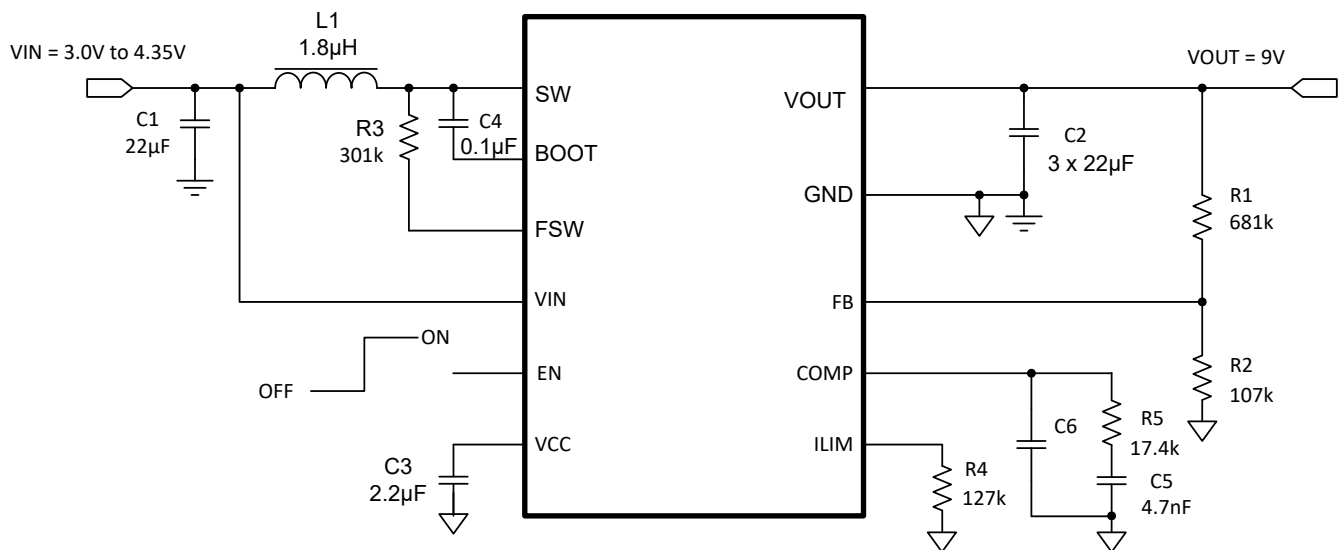 L1
1.8µH
VIN = 3.0V to 4.35V
VOUT = 9V
C1
22µF
R3
301k
C4
0.1µF
SW
BOOT
FSW
VIN
EN
VCC
OFF
ON
C3
2.2µF
VOUT
GND
FB
COMP
ILIM
C2
3 x 22µF
R1
681k
R2
107k
C6
R5
17.4k
C5
4.7nF
R4
127k